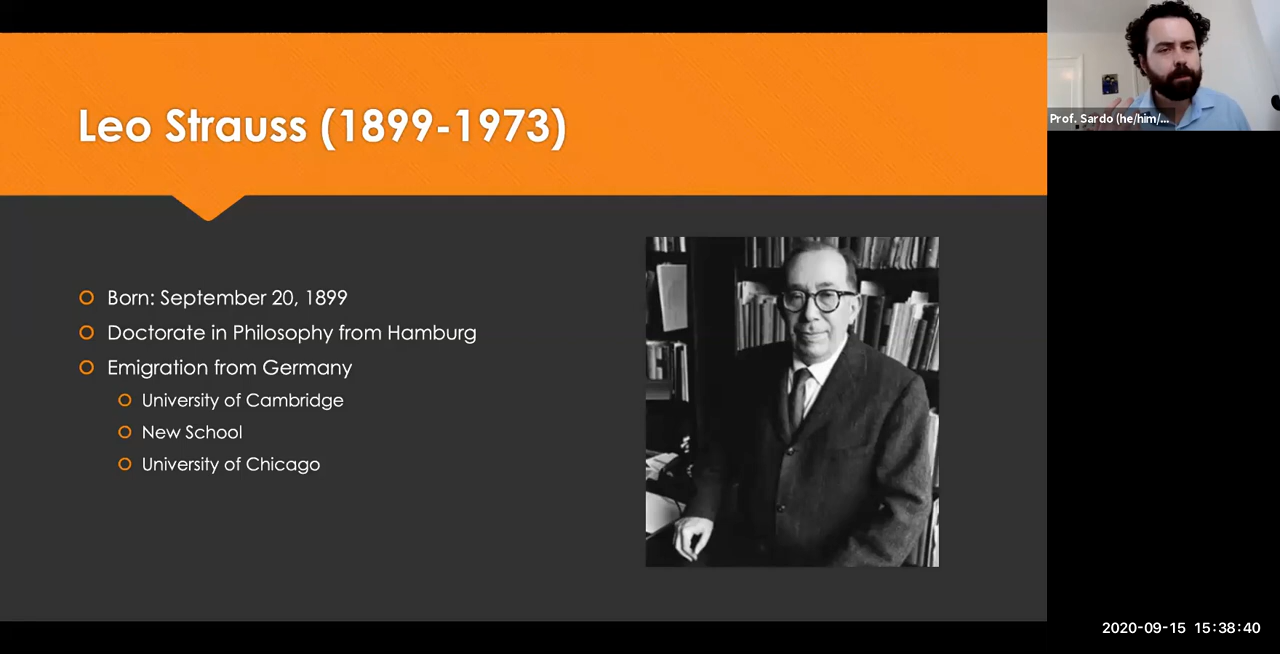 Leo Strauss (1899-1973)
Prof. Sardo (he/him/...
Born: September 20, 1899
Doctorate in Philosophy from Hamburg
Emigration from Germany
University of Cambridge
New School
University of Chicago
2020-09-15 15:38:40